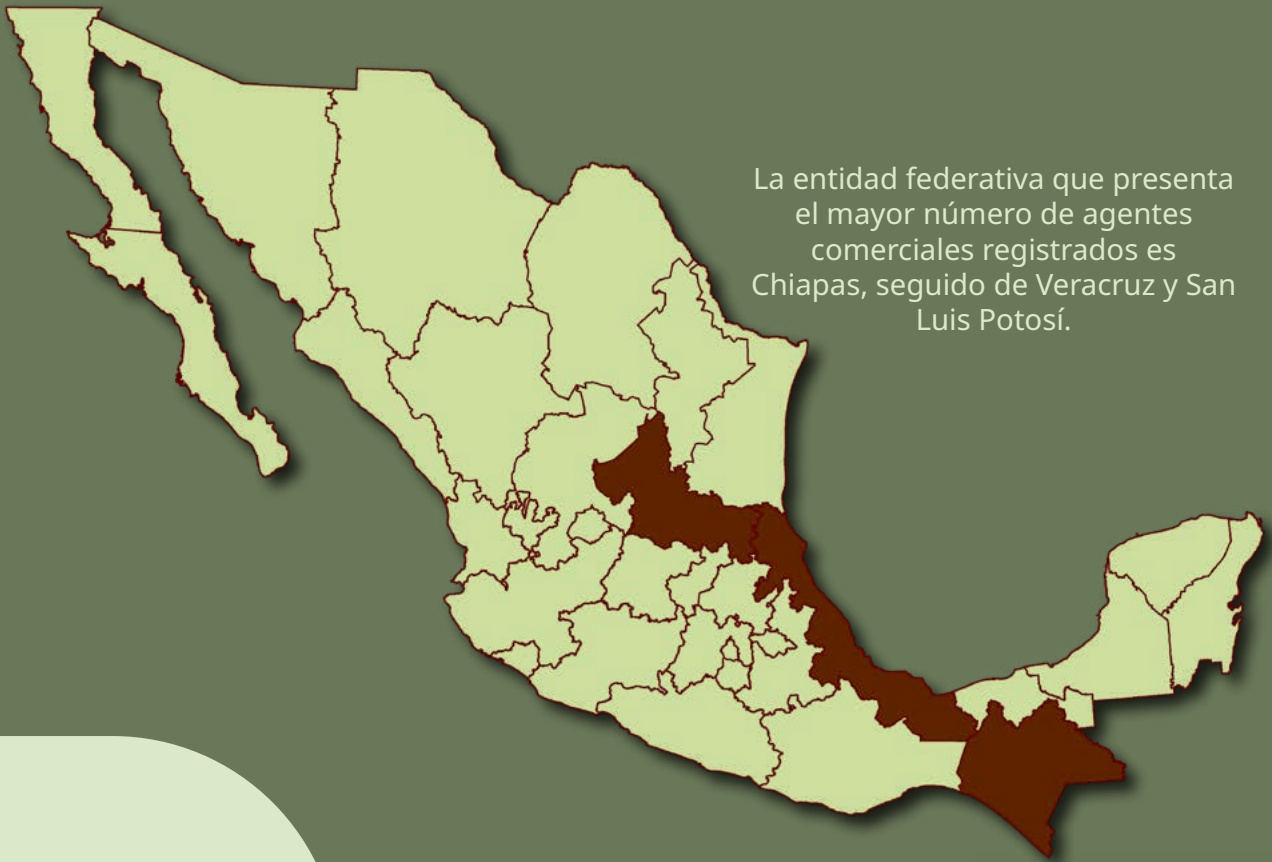 La entidad federativa que presenta
el mayor número de agentes
comerciales registrados es
Chiapas, seguido de Veracruz y San
Luis Potosí.